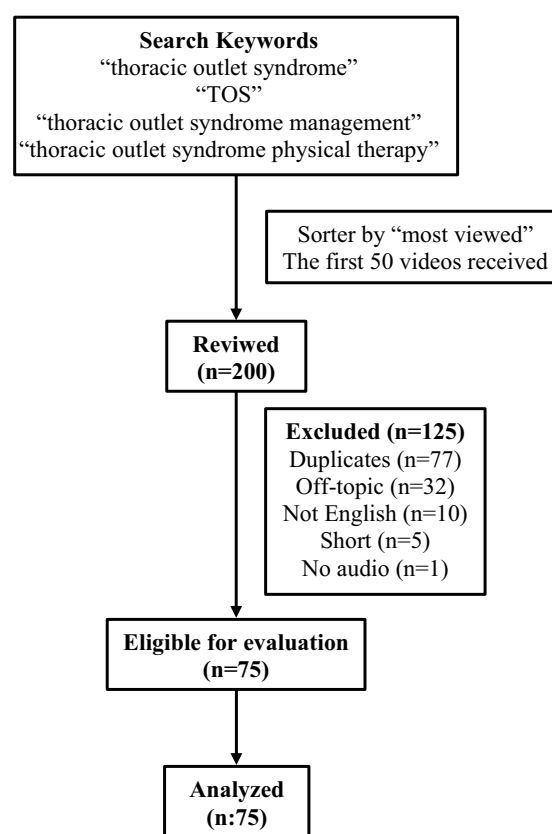 Search Keywords
“thoracic outlet syndrome”
“TOS”
“thoracic outlet syndrome management”
“thoracic outlet syndrome physical therapy”
Sorter by “most viewed”
The first 50 videos received
Reviwed
(n=200)
Excluded (n=125)
Duplicates (n=77)
Off-topic (n=32)
Not English (n=10)
Short (n=5)
No audio (n=1)
Eligible for evaluation
(n=75)
Analyzed
(n:75)